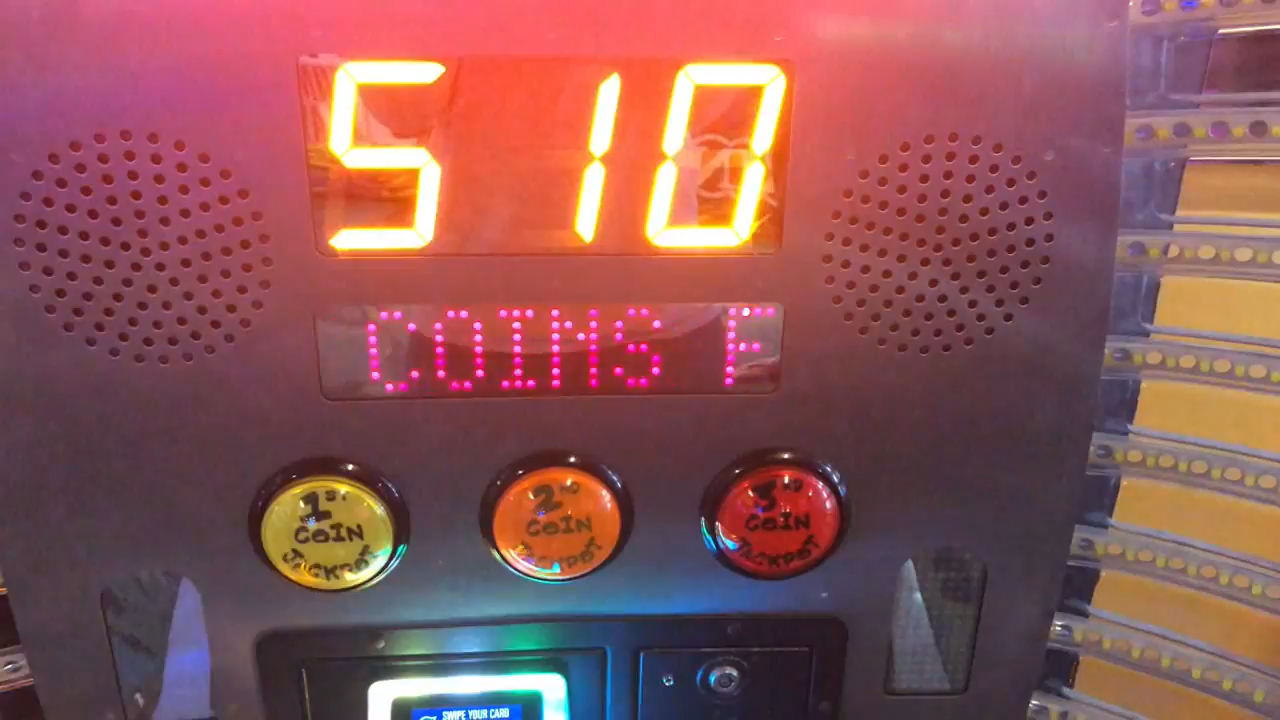 510
COINS F
1ST COIN JACKPOT
2ND COIN JACKPOT
3RD COIN JACKPOT
SWIPE YOUR CARD